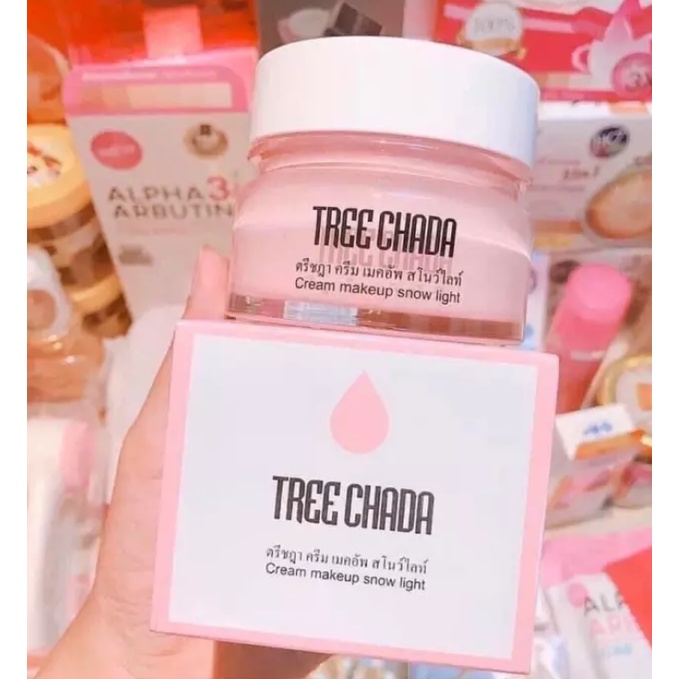 100%
3X
ALPHA 3
ARBUTIN
TREE CHADA
ตรีชฎา ครีม เมคอัพ สโนว์ไลท์
Cream makeup snow light
TREE CHADA
ตรีชฎา ครีม เมคอัพ สโนว์ไลท์
Cream makeup snow light